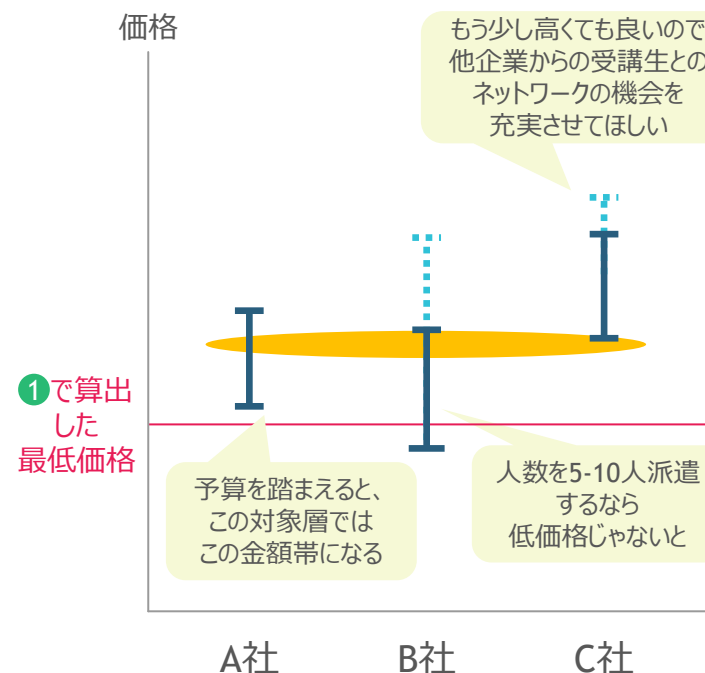 価格
もう少し高くても良いので
他企業からの受講生との
ネットワークの機会を
充実させてほしい
1で算出
した
最低価格
予算を踏まえると、
この対象層では
この金額帯になる
人数を5-10人派遣
するなら
低価格じゃないと
A社
B社
C社